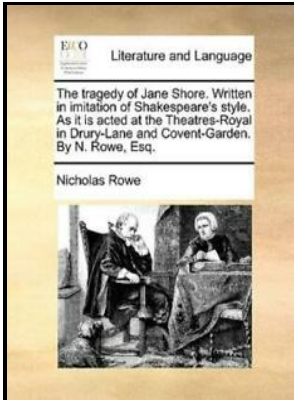 ECCO
Literature and Language
The tragedy of Jane Shore. Written
in imitation of Shakespeare's style.
As it is acted at the Theatres-Royal
in Drury-Lane and Covent-Garden.
By N. Rowe, Esq.
Nicholas Rowe